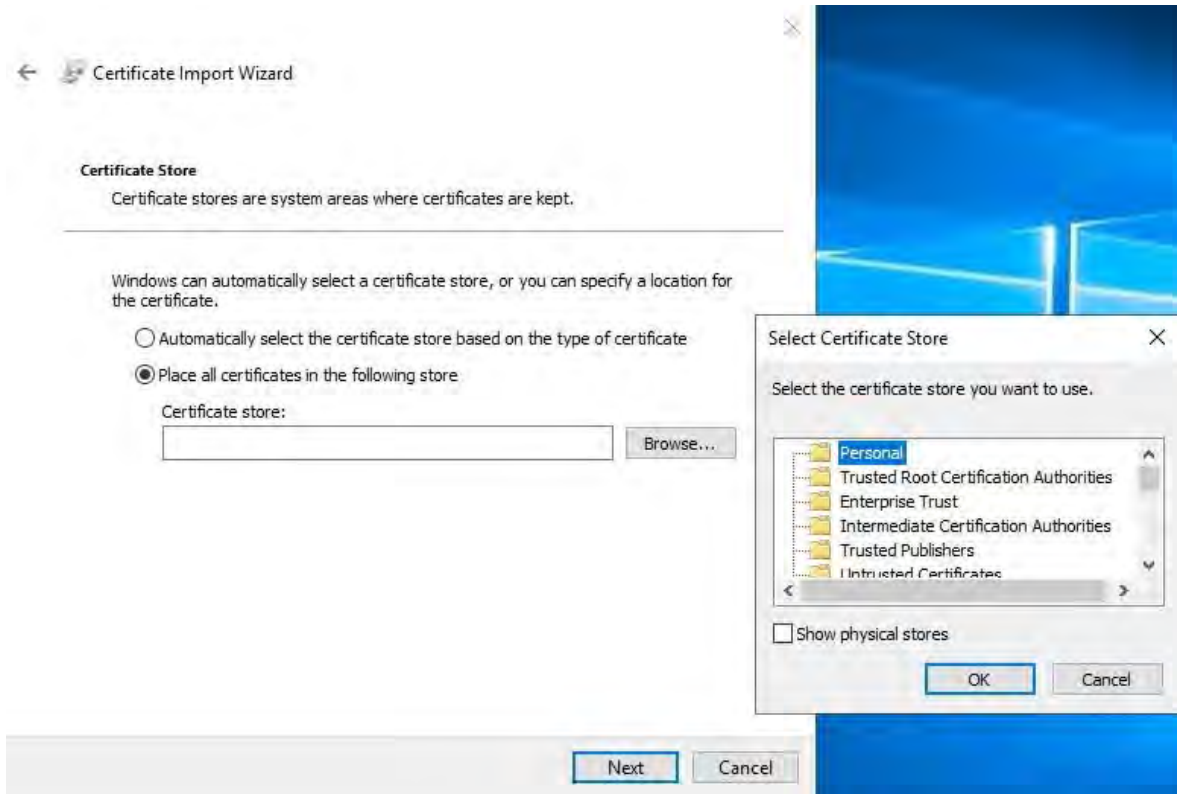 Certificate Import Wizard
Certificate Store
Certificate stores are system areas where certificates are kept.
Windows can automatically select a certificate store, or you can specify a location for
the certificate.
Automatically select the certificate store based on the type of certificate
Place all certificates in the following store
Certificate store:
Browse...
Next
Cancel
Select Certificate Store
Select the certificate store you want to use.
Personal
Trusted Root Certification Authorities
Enterprise Trust
Intermediate Certification Authorities
Trusted Publishers
Untrusted Certificates
Show physical stores
OK
Cancel